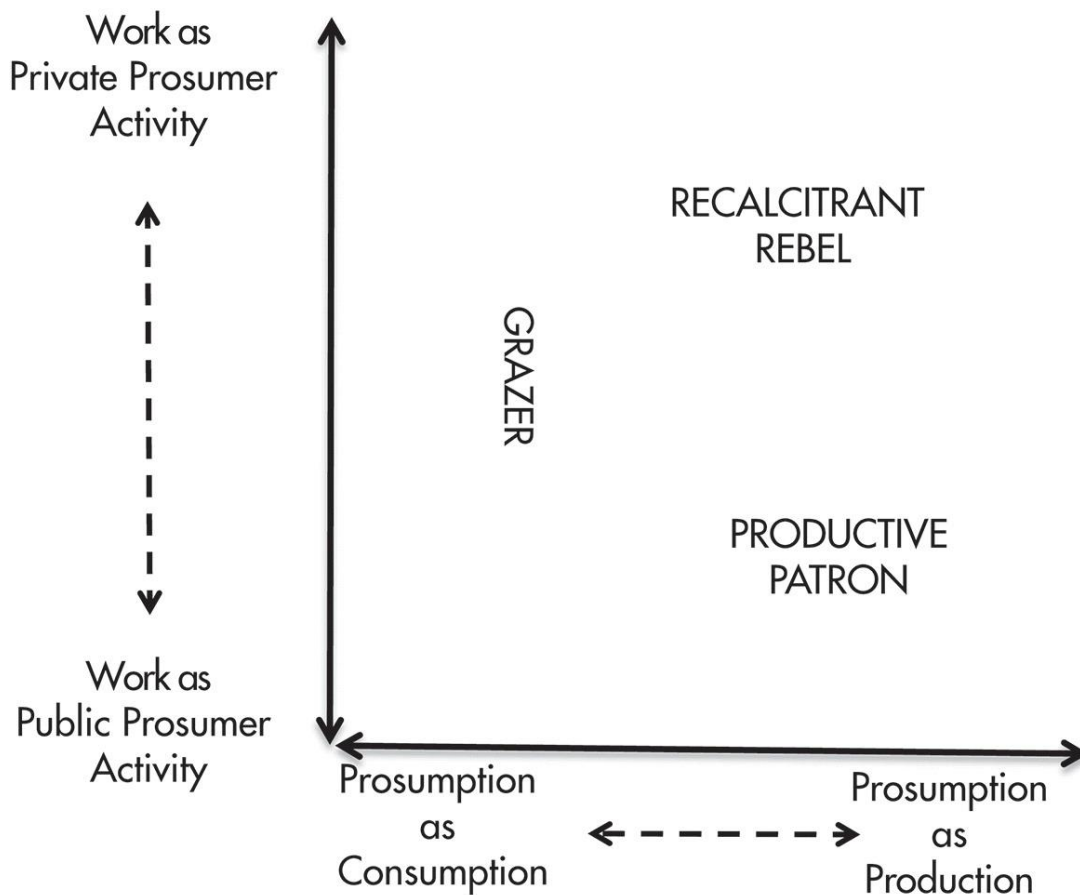 Work as
Private Prosumer
Activity
RECALCITRANT
REBEL
GRAZER
PRODUCTIVE
PATRON
Work as
Public Prosumer
Activity
Prosumption
as
Consumption
Prosumption
as
Production